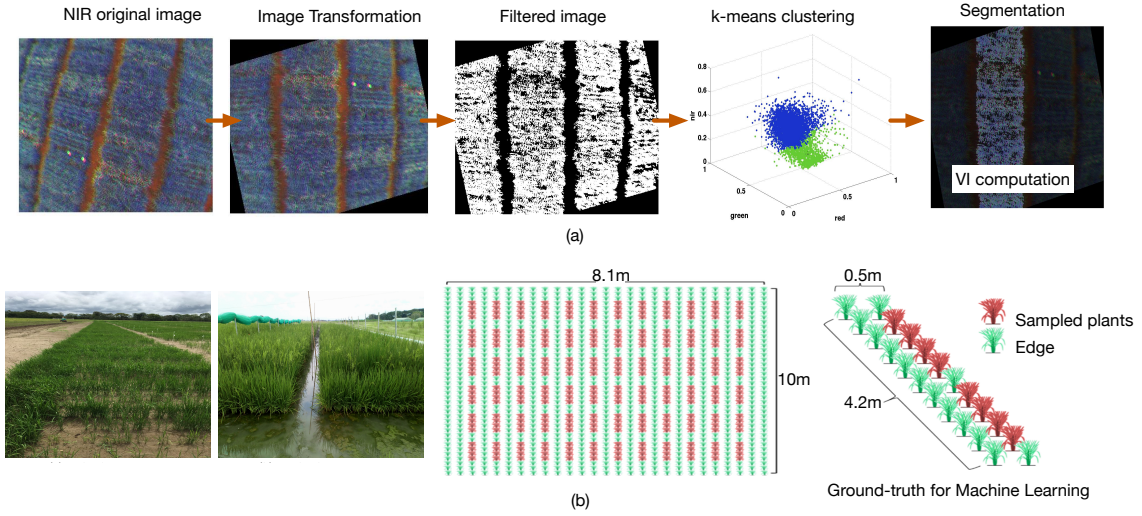 NIR original image
Image Transformation
Filtered image
k-means clustering
Segmentation
0.8
0.6
0.4
0.2
0
1
0.5
0
0
0.5
1
nir
green
red
VI computation
(a)
8.1m
10m
0.5m
4.2m
Sampled plants
Edge
(b)
Ground-truth for Machine Learning